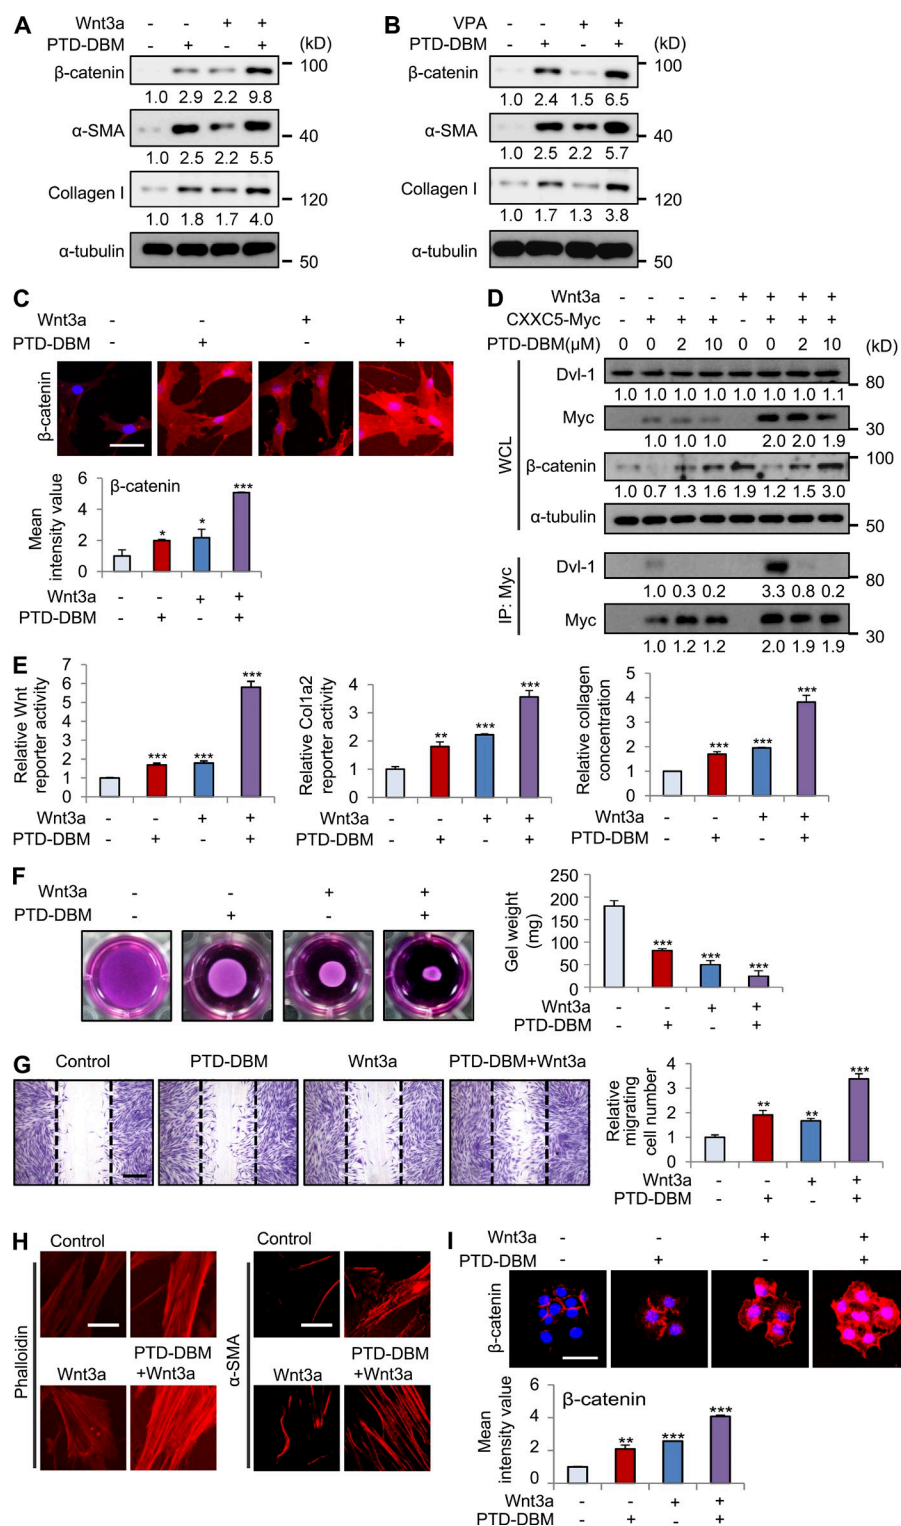 A
Wnt3a - - + +
PTD-DBM - + - + (kD)
β-catenin 100
1.0 2.9 2.2 9.8
α-SMA 40
1.0 2.5 2.2 5.5
Collagen I 120
1.0 1.8 1.7 4.0
α-tubulin 50
B
VPA - - + +
PTD-DBM - + - + (kD)
β-catenin 100
1.0 2.4 1.5 6.5
α-SMA 40
1.0 2.5 2.2 5.7
Collagen I 120
1.0 1.7 1.3 3.8
α-tubulin 50
C
Wnt3a - - + +
PTD-DBM - + - +
β-catenin
β-catenin
Mean intensity value
6
4
2
0
* * ***
Wnt3a - - + +
PTD-DBM - + - +
D
Wnt3a - - - - + + + +
CXXC5-Myc - + + + - + + +
PTD-DBM(μM) 0 0 2 10 0 0 2 10 (kD)
WCL
Dvl-1 80
1.0 1.0 1.0 1.0 1.0 1.0 1.0 1.1
Myc 30
1.0 1.0 1.0 2.0 2.0 1.9
β-catenin 100
1.0 0.7 1.3 1.6 1.9 1.2 1.5 3.0
α-tubulin 50
IP: Myc
Dvl-1 80
1.0 0.3 0.2 3.3 0.8 0.2
Myc 30
1.0 1.2 1.2 2.0 1.9 1.9
E
Relative Wnt
reporter activity
7
6
5
4
3
2
1
0
*** *** ***
Wnt3a - - + +
PTD-DBM - + - +
Relative Col1a2
reporter activity
4
3
2
1
0
** *** ***
Wnt3a - - + +
PTD-DBM - + - +
Relative collagen
concentration
5
4
3
2
1
0
*** *** ***
Wnt3a - - + +
PTD-DBM - + - +
F
Wnt3a - - + +
PTD-DBM - + - +
Gel weight
(mg)
250
200
150
100
50
0
*** *** ***
Wnt3a - - + +
PTD-DBM - + - +
G
Control PTD-DBM Wnt3a PTD-DBM+Wnt3a
Relative
migrating
cell number
4
3
2
1
0
** ** ***
Wnt3a - - + +
PTD-DBM - + - +
H
Phalloidin
Control
Wnt3a
PTD-DBM
+Wnt3a
α-SMA
Control
Wnt3a
PTD-DBM
+Wnt3a
I
Wnt3a - - + +
PTD-DBM - + - +
β-catenin
β-catenin
Mean
intensity value
6
4
2
0
** *** ***
Wnt3a - - + +
PTD-DBM - + - +